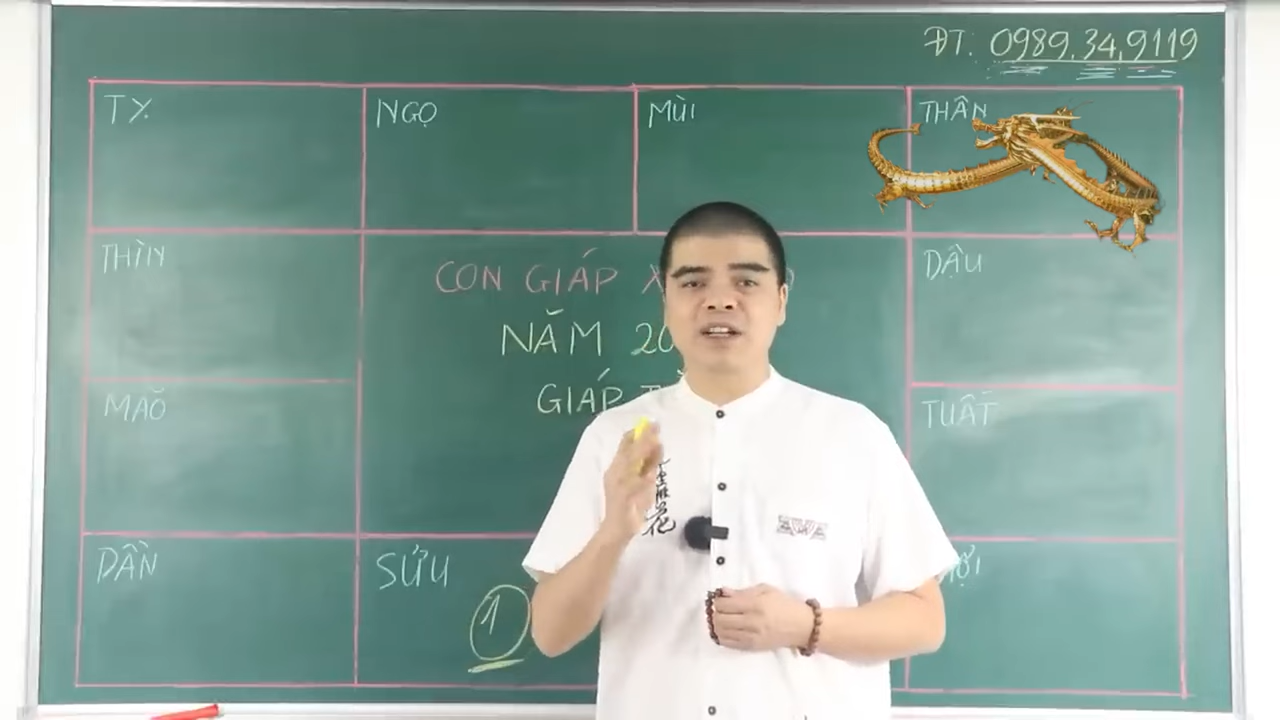 ĐT: 0989.34.9119
TỴ NGỌ MÙI THÂN
THÌN DẬU
CON GIÁP
NĂM 20
GIÁP
MÃO TUẤT
DẦN SỬU
1